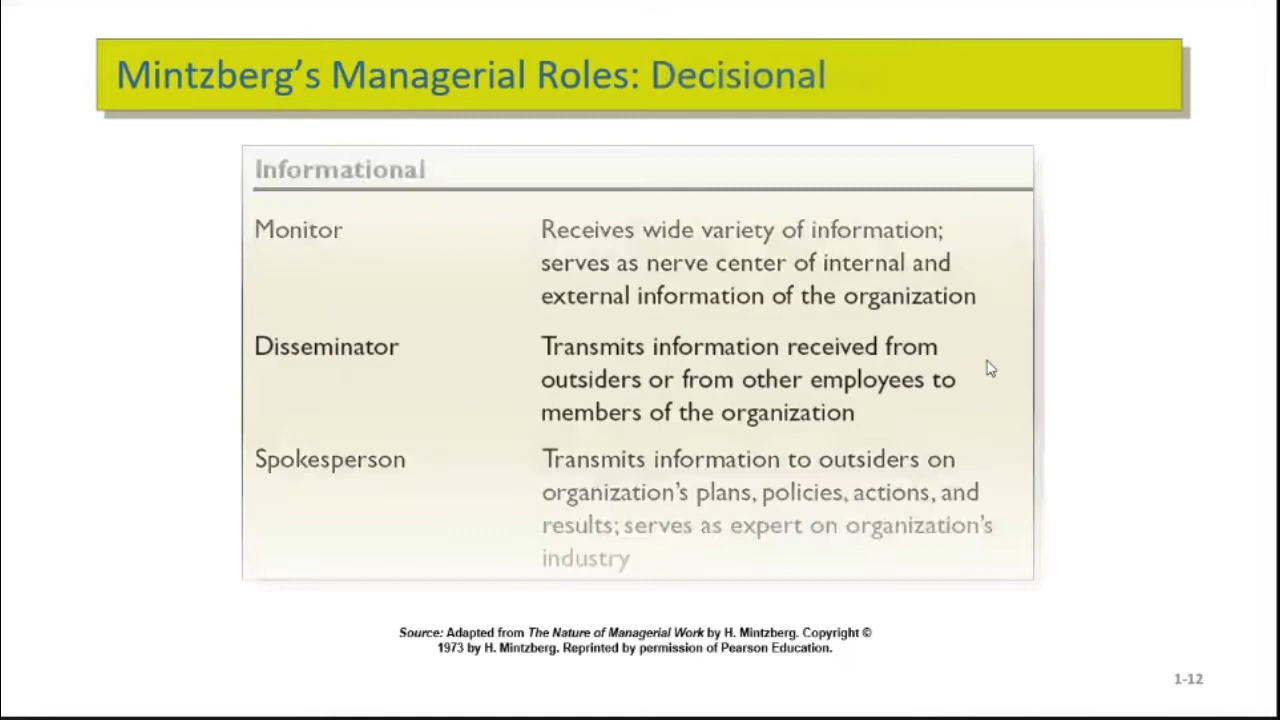 Mintzberg’s Managerial Roles: Decisional
Informational
Monitor
Receives wide variety of information;
serves as nerve center of internal and
external information of the organization
Disseminator
Transmits information received from
outsiders or from other employees to
members of the organization
Spokesperson
Transmits information to outsiders on
organization’s plans, policies, actions, and
results; serves as expert on organization’s
industry
Source: Adapted from The Nature of Managerial Work by H. Mintzberg. Copyright ©
1973 by H. Mintzberg. Reprinted by permission of Pearson Education.
1-12